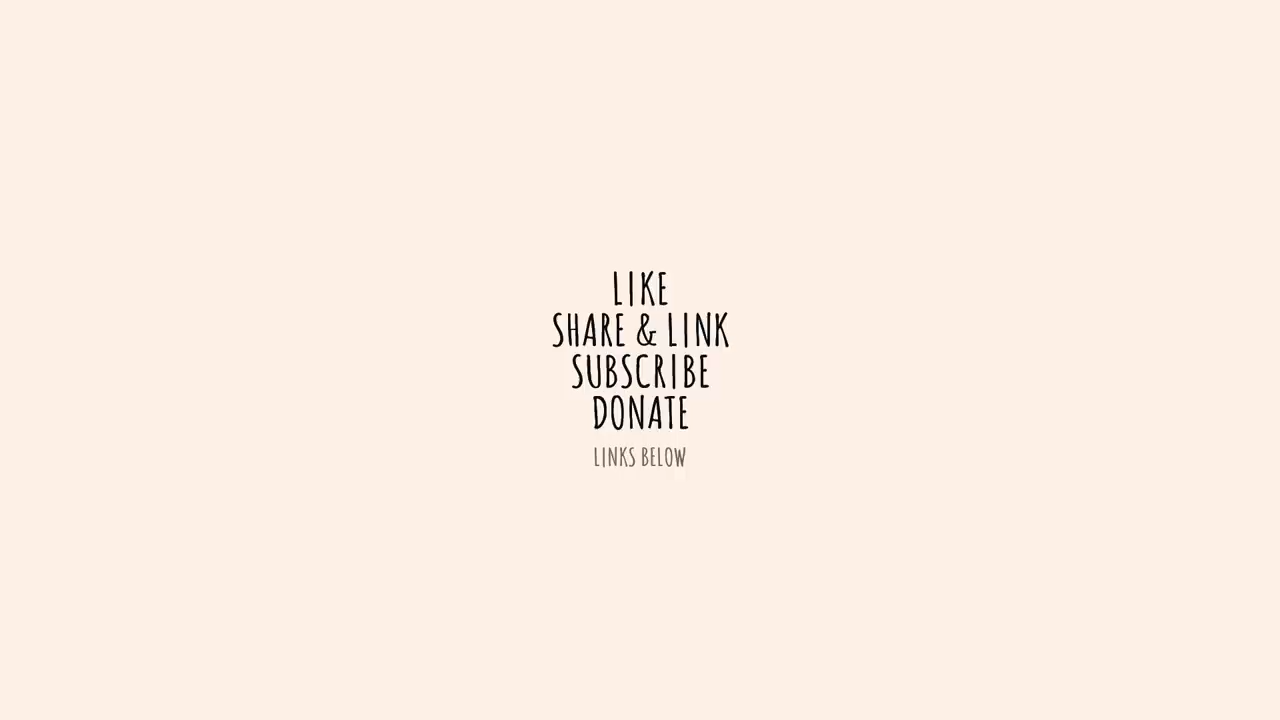 LIKE
SHARE & LINK
SUBSCRIBE
DONATE
LINKS BELOW